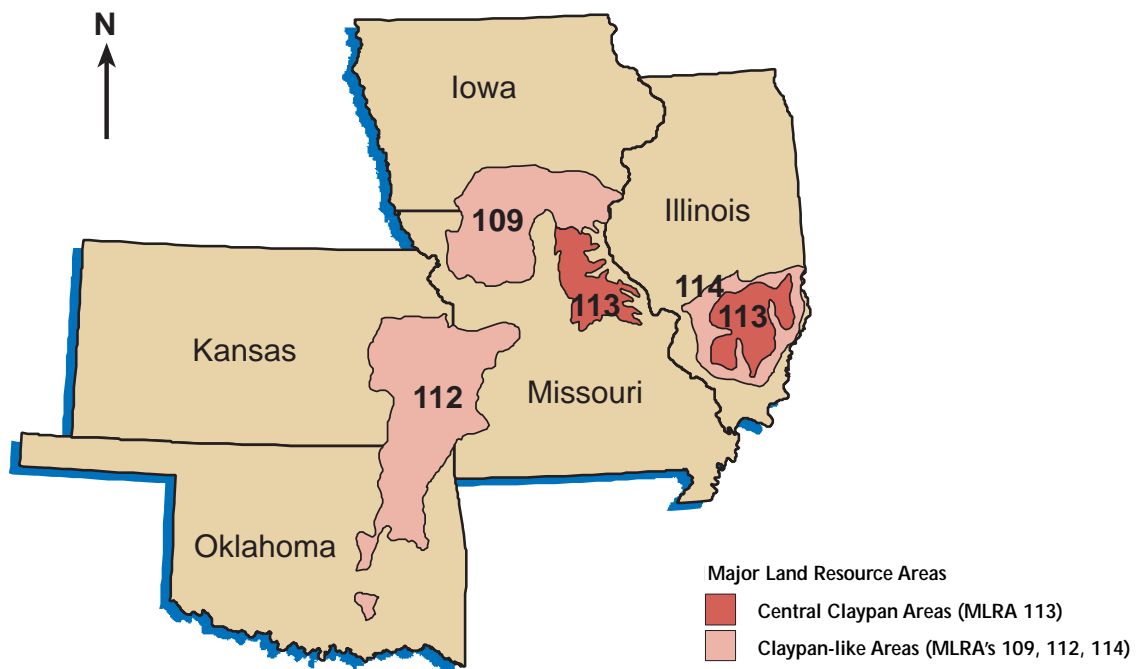 N
Iowa
Illinois
109
114
113
113
Kansas
112
Missouri
Oklahoma
Major Land Resource Areas
Central Claypan Areas (MLRA 113)
Claypan-like Areas (MLRA's 109, 112, 114)